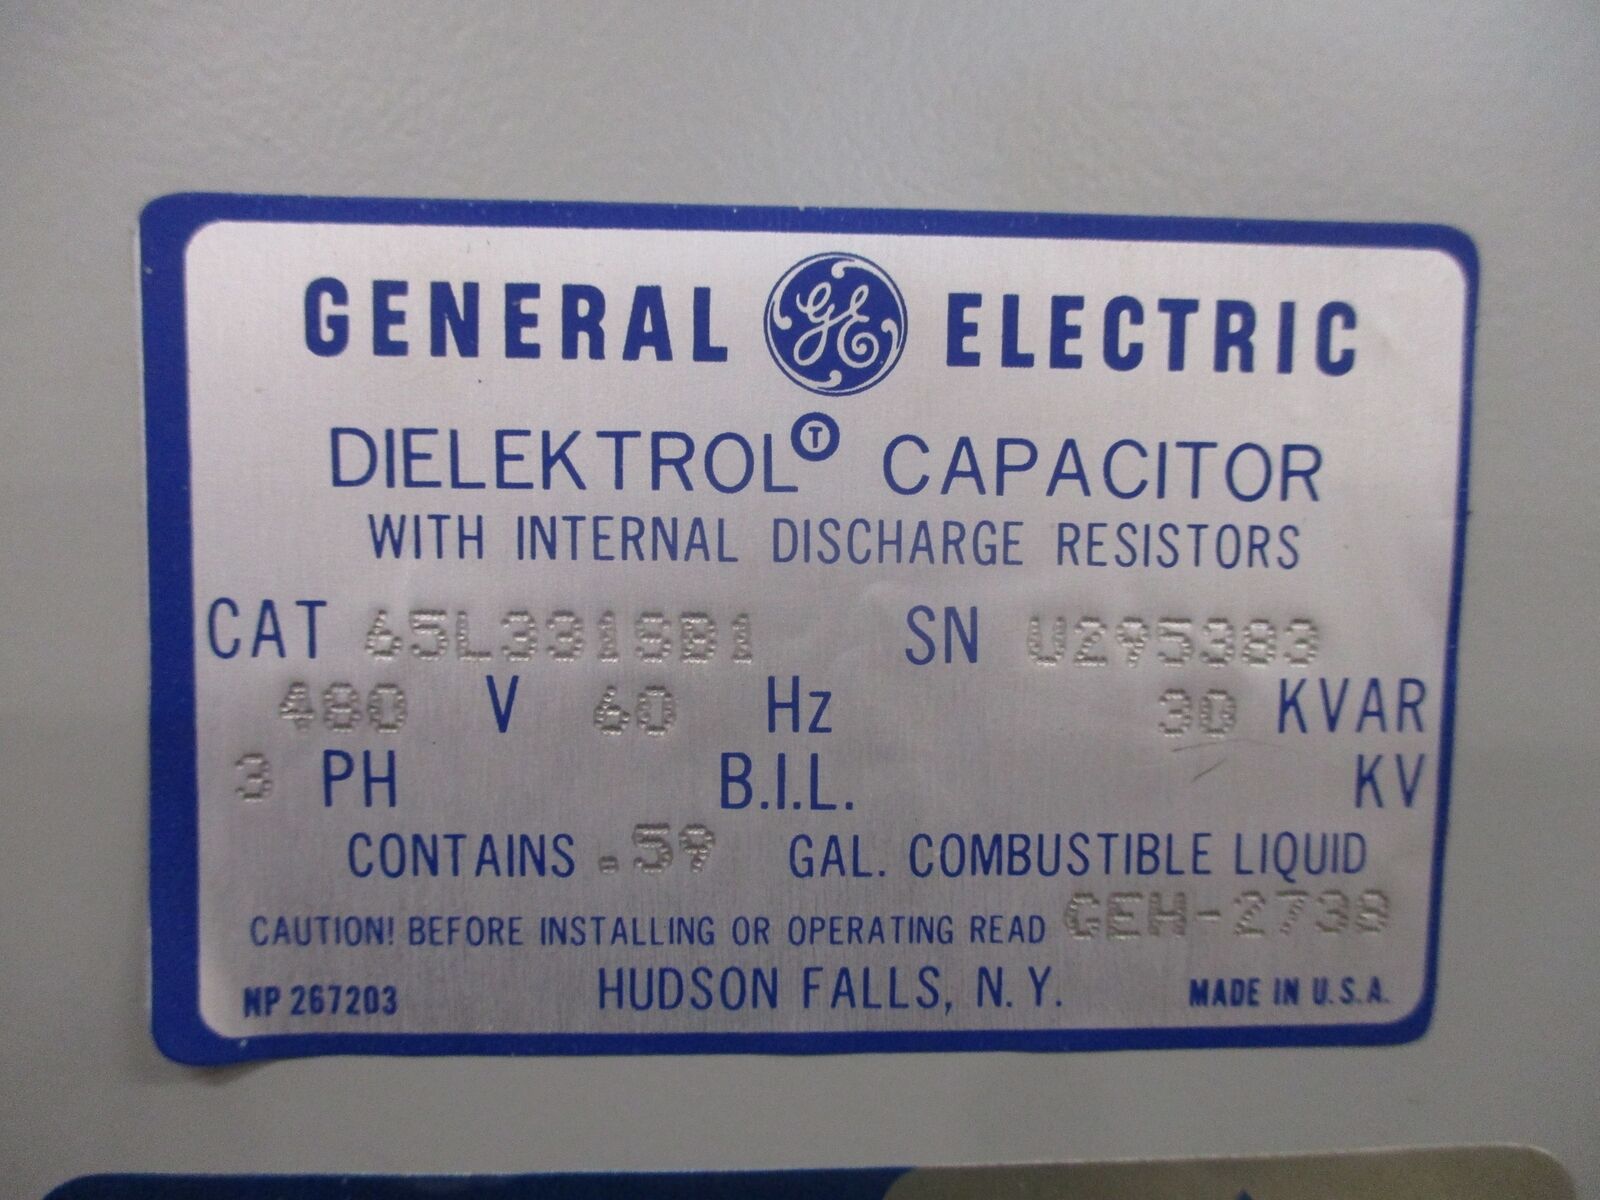 GENERAL GE ELECTRIC
DIELEKTROL Ⓣ CAPACITOR
WITH INTERNAL DISCHARGE RESISTORS
CAT 65L331SB1 SN U295383
480 V 60 Hz 30 KVAR
3 PH B.I.L. KV
CONTAINS .59 GAL. COMBUSTIBLE LIQUID
CAUTION! BEFORE INSTALLING OR OPERATING READ GEH-2738
NP 267203 HUDSON FALLS, N.Y. MADE IN U.S.A.